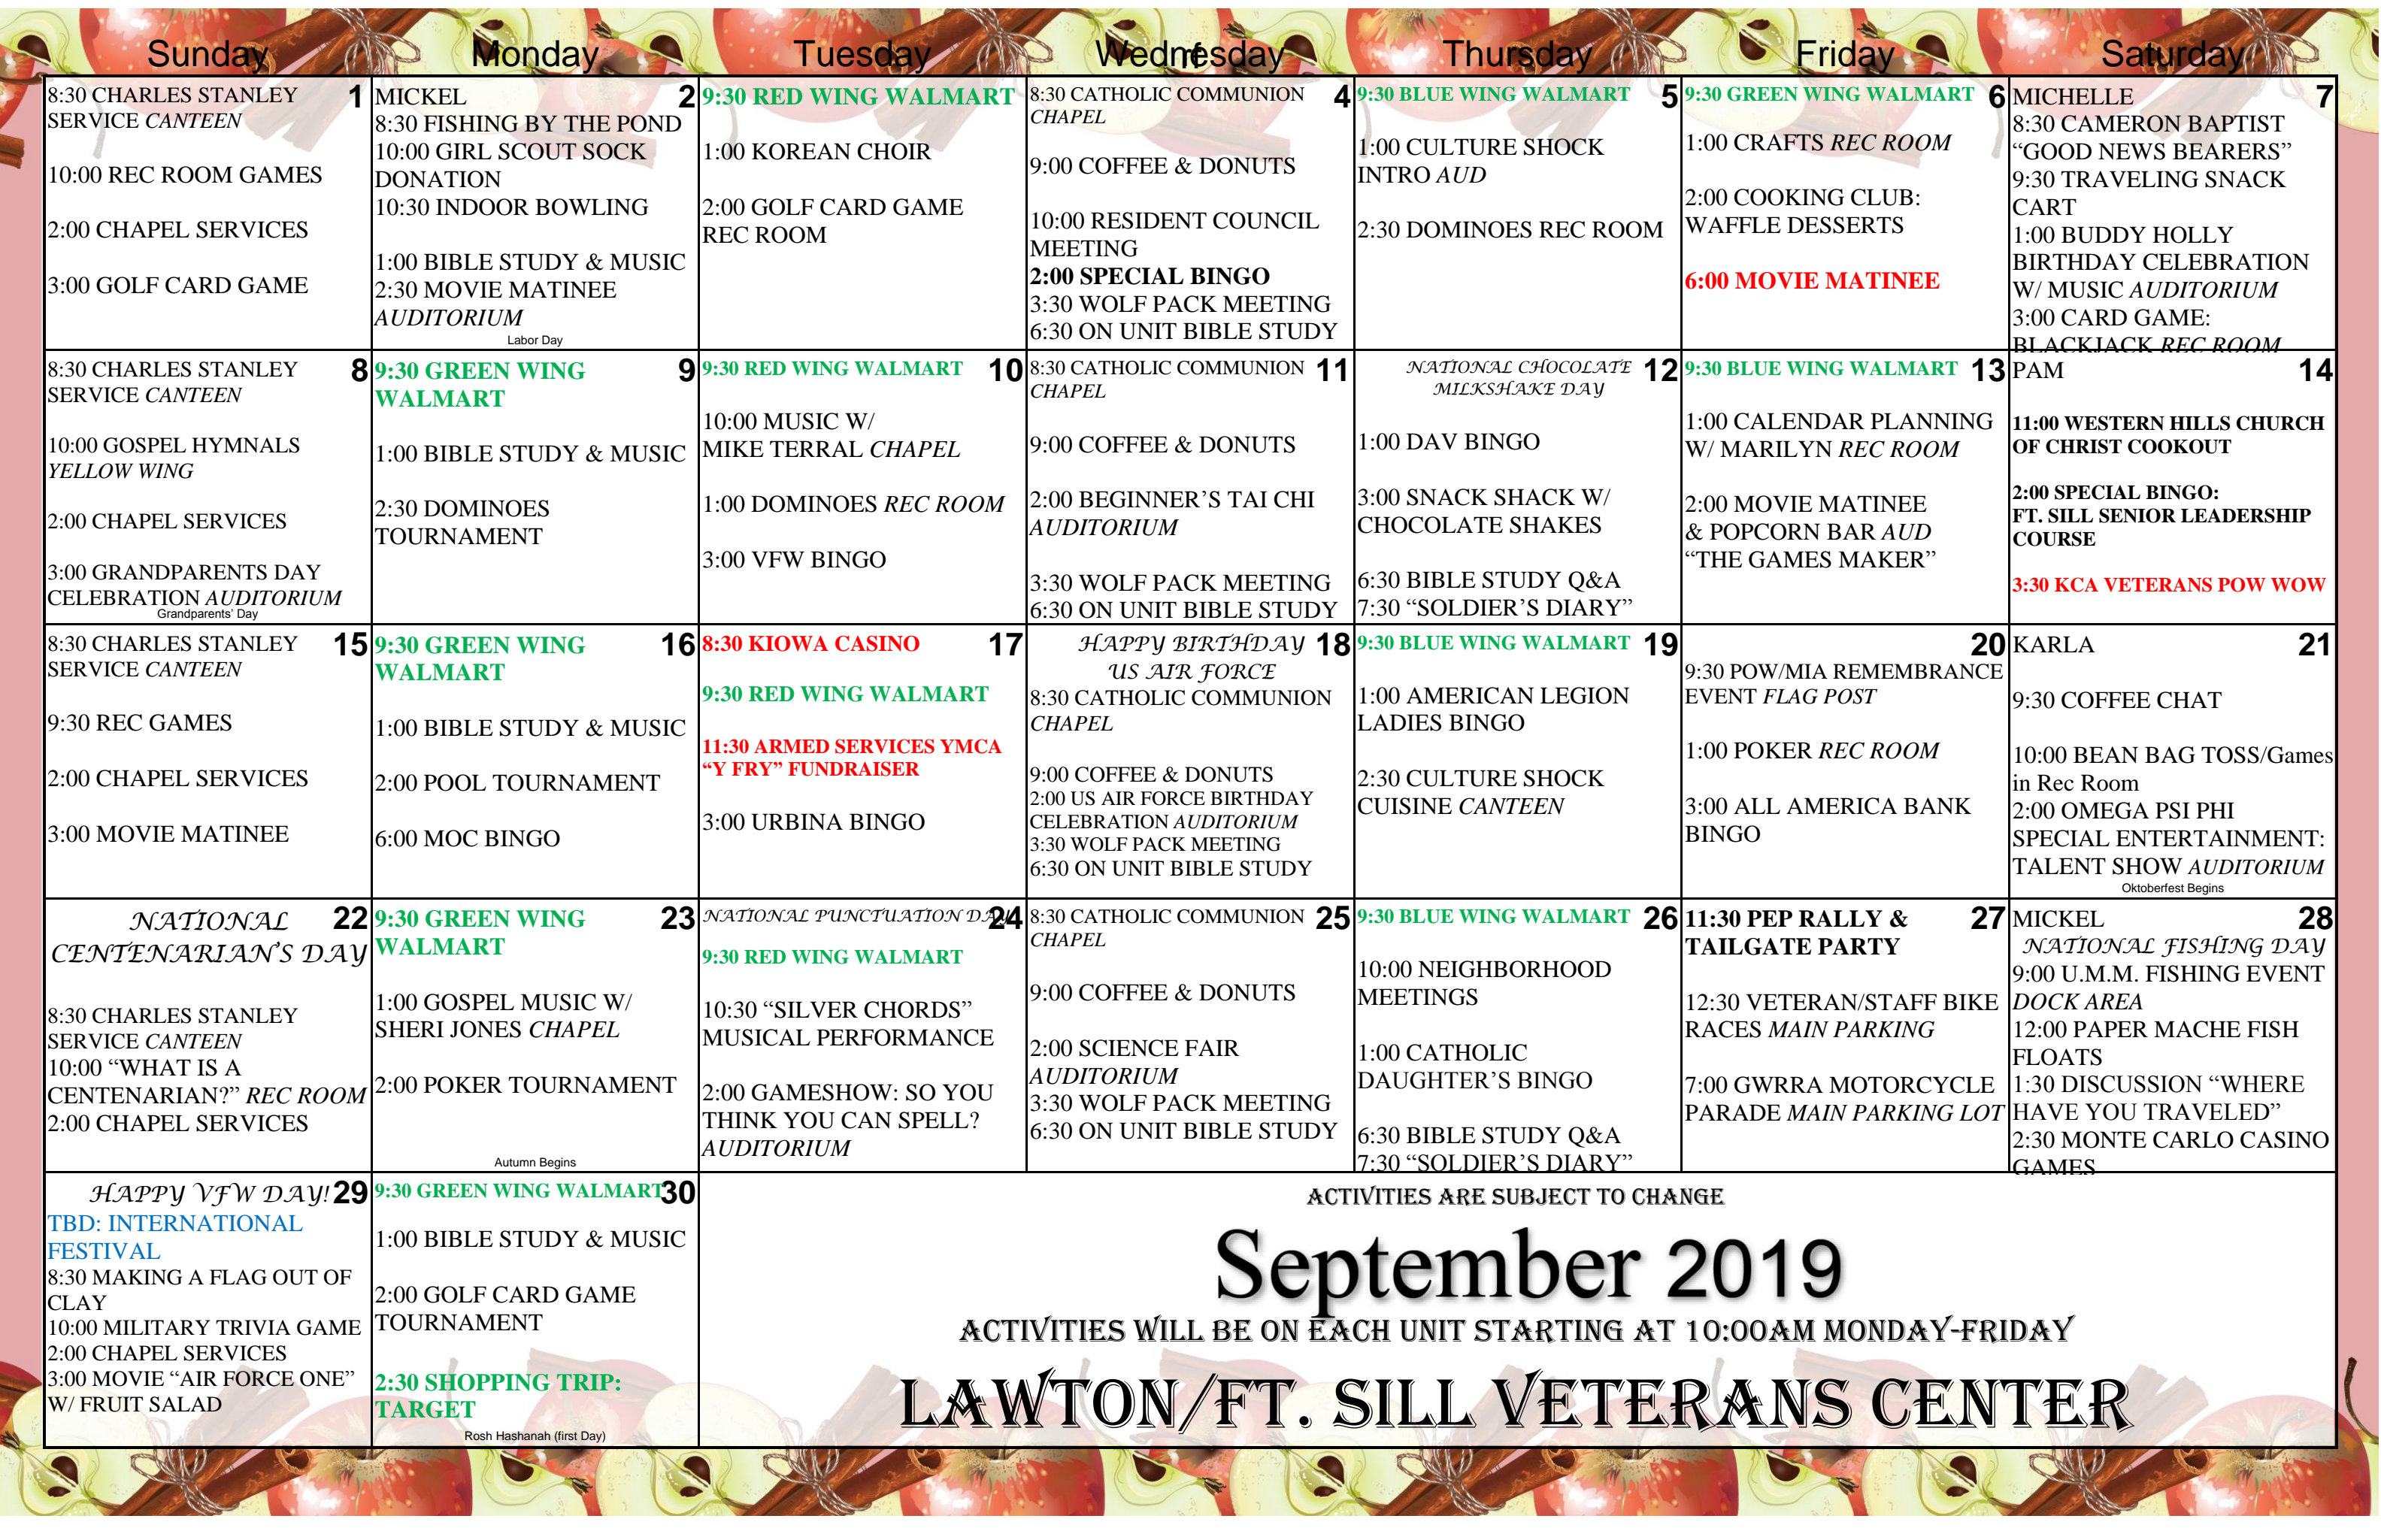 Sunday Monday Tuesday Wednesday Thursday Friday Saturday
1
8:30 CHARLES STANLEY
SERVICE CANTEEN
10:00 REC ROOM GAMES
2:00 CHAPEL SERVICES
3:00 GOLF CARD GAME
2
MICKEL
8:30 FISHING BY THE POND
10:00 GIRL SCOUT SOCK
DONATION
10:30 INDOOR BOWLING
1:00 BIBLE STUDY & MUSIC
2:30 MOVIE MATINEE
AUDITORIUM
Labor Day
9:30 RED WING WALMART
1:00 KOREAN CHOIR
2:00 GOLF CARD GAME
REC ROOM
4
8:30 CATHOLIC COMMUNION
CHAPEL
9:00 COFFEE & DONUTS
10:00 RESIDENT COUNCIL
MEETING
2:00 SPECIAL BINGO
3:30 WOLF PACK MEETING
6:30 ON UNIT BIBLE STUDY
5
9:30 BLUE WING WALMART
1:00 CULTURE SHOCK
INTRO AUD
2:30 DOMINOES REC ROOM
6
9:30 GREEN WING WALMART
1:00 CRAFTS REC ROOM
2:00 COOKING CLUB:
WAFFLE DESSERTS
6:00 MOVIE MATINEE
7
MICHELLE
8:30 CAMERON BAPTIST
“GOOD NEWS BEARERS”
9:30 TRAVELING SNACK
CART
1:00 BUDDY HOLLY
BIRTHDAY CELEBRATION
W/ MUSIC AUDITORIUM
3:00 CARD GAME:
BLACKJACK REC ROOM
8
8:30 CHARLES STANLEY
SERVICE CANTEEN
10:00 GOSPEL HYMNALS
YELLOW WING
2:00 CHAPEL SERVICES
3:00 GRANDPARENTS DAY
CELEBRATION AUDITORIUM
Grandparents’ Day
9
9:30 GREEN WING
WALMART
1:00 BIBLE STUDY & MUSIC
2:30 DOMINOES
TOURNAMENT
10
9:30 RED WING WALMART
10:00 MUSIC W/
MIKE TERRAL CHAPEL
1:00 DOMINOES REC ROOM
3:00 VFW BINGO
11
8:30 CATHOLIC COMMUNION
CHAPEL
9:00 COFFEE & DONUTS
2:00 BEGINNER’S TAI CHI
AUDITORIUM
3:30 WOLF PACK MEETING
6:30 ON UNIT BIBLE STUDY
12
NATIONAL CHOCOLATE
MILKSHAKE DAY
1:00 DAV BINGO
3:00 SNACK SHACK W/
CHOCOLATE SHAKES
6:30 BIBLE STUDY Q&A
7:30 “SOLDIER’S DIARY”
13
9:30 BLUE WING WALMART
1:00 CALENDAR PLANNING
W/ MARILYN REC ROOM
2:00 MOVIE MATINEE
& POPCORN BAR AUD
“THE GAMES MAKER”
14
PAM
11:00 WESTERN HILLS CHURCH
OF CHRIST COOKOUT
2:00 SPECIAL BINGO:
FT. SILL SENIOR LEADERSHIP
COURSE
3:30 KCA VETERANS POW WOW
15
8:30 CHARLES STANLEY
SERVICE CANTEEN
9:30 REC GAMES
2:00 CHAPEL SERVICES
3:00 MOVIE MATINEE
16
9:30 GREEN WING
WALMART
1:00 BIBLE STUDY & MUSIC
2:00 POOL TOURNAMENT
6:00 MOC BINGO
17
8:30 KIOWA CASINO
9:30 RED WING WALMART
11:30 ARMED SERVICES YMCA
“Y FRY” FUNDRAISER
3:00 URBINA BINGO
18
HAPPY BIRTHDAY
US AIR FORCE
8:30 CATHOLIC COMMUNION
CHAPEL
9:00 COFFEE & DONUTS
2:00 US AIR FORCE BIRTHDAY
CELEBRATION AUDITORIUM
3:30 WOLF PACK MEETING
6:30 ON UNIT BIBLE STUDY
19
9:30 BLUE WING WALMART
1:00 AMERICAN LEGION
LADIES BINGO
2:30 CULTURE SHOCK
CUISINE CANTEEN
20
9:30 POW/MIA REMEMBRANCE
EVENT FLAG POST
1:00 POKER REC ROOM
3:00 ALL AMERICA BANK
BINGO
21
KARLA
9:30 COFFEE CHAT
10:00 BEAN BAG TOSS/Games
in Rec Room
2:00 OMEGA PSI PHI
SPECIAL ENTERTAINMENT:
TALENT SHOW AUDITORIUM
Oktoberfest Begins
22
NATIONAL
CENTENARIAN’S DAY
8:30 CHARLES STANLEY
SERVICE CANTEEN
10:00 “WHAT IS A
CENTENARIAN?” REC ROOM
2:00 CHAPEL SERVICES
23
9:30 GREEN WING
WALMART
1:00 GOSPEL MUSIC W/
SHERI JONES CHAPEL
2:00 POKER TOURNAMENT
Autumn Begins
24
NATIONAL PUNCTUATION DAY
9:30 RED WING WALMART
10:30 “SILVER CHORDS”
MUSICAL PERFORMANCE
2:00 GAMESHOW: SO YOU
THINK YOU CAN SPELL?
AUDITORIUM
25
8:30 CATHOLIC COMMUNION
CHAPEL
9:00 COFFEE & DONUTS
2:00 SCIENCE FAIR
AUDITORIUM
3:30 WOLF PACK MEETING
6:30 ON UNIT BIBLE STUDY
26
9:30 BLUE WING WALMART
10:00 NEIGHBORHOOD
MEETINGS
1:00 CATHOLIC
DAUGHTER’S BINGO
6:30 BIBLE STUDY Q&A
7:30 “SOLDIER’S DIARY”
27
11:30 PEP RALLY &
TAILGATE PARTY
12:30 VETERAN/STAFF BIKE
RACES MAIN PARKING
7:00 GWRRA MOTORCYCLE
PARADE MAIN PARKING LOT
28
MICKEL
NATIONAL FISHING DAY
9:00 U.M.M. FISHING EVENT
DOCK AREA
12:00 PAPER MACHE FISH
FLOATS
1:30 DISCUSSION “WHERE
HAVE YOU TRAVELED”
2:30 MONTE CARLO CASINO
GAMES
29
HAPPY VFW DAY!
TBD: INTERNATIONAL
FESTIVAL
8:30 MAKING A FLAG OUT OF
CLAY
10:00 MILITARY TRIVIA GAME
2:00 CHAPEL SERVICES
3:00 MOVIE “AIR FORCE ONE”
W/ FRUIT SALAD
30
9:30 GREEN WING WALMART
1:00 BIBLE STUDY & MUSIC
2:00 GOLF CARD GAME
TOURNAMENT
2:30 SHOPPING TRIP:
TARGET
Rosh Hashanah (first Day)
ACTIVITIES ARE SUBJECT TO CHANGE
September 2019
ACTIVITIES WILL BE ON EACH UNIT STARTING AT 10:00AM MONDAY-FRIDAY
LAWTON/FT. SILL VETERANS CENTER